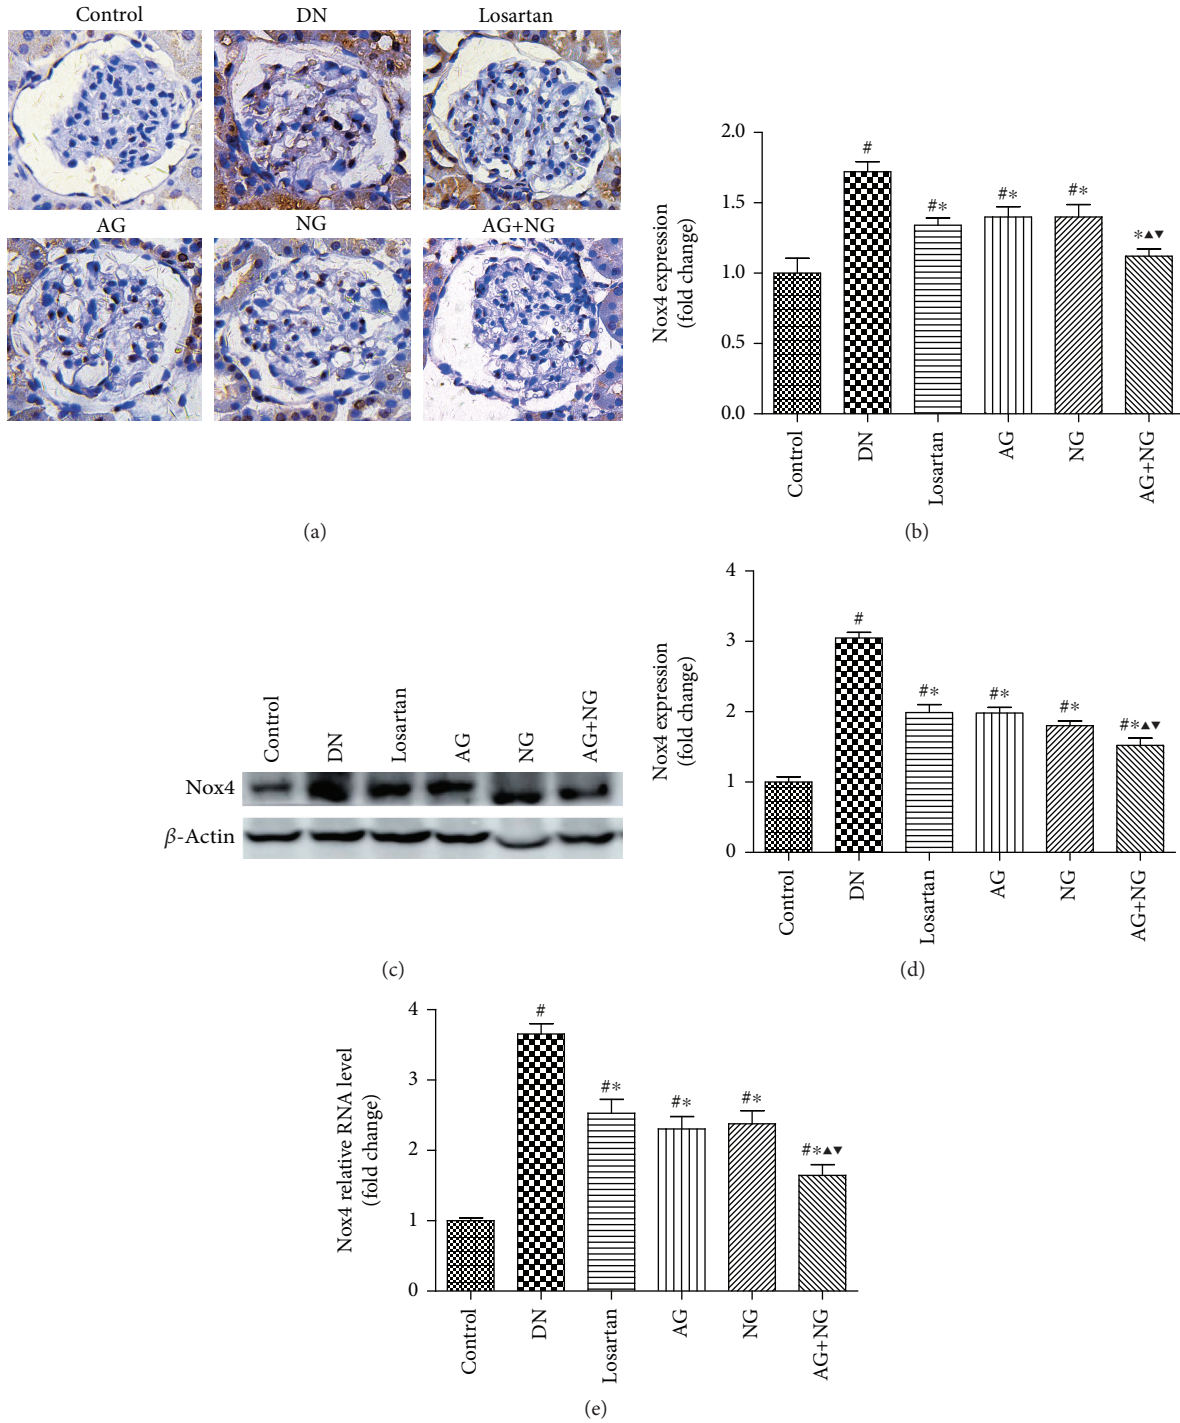 Control
DN
Losartan
AG
NG
AG+NG
(a)
Nox4 expression
(fold change)
2.0
1.5
1.0
0.5
0.0
#
#*
#*
#*
*▲▼
Control
DN
Losartan
AG
NG
AG+NG
(b)
Control
DN
Losartan
AG
NG
AG+NG
Nox4
β-Actin
(c)
Nox4 expression
(fold change)
4
3
2
1
0
#
#*
#*
#*
#*▲▼
Control
DN
Losartan
AG
NG
AG+NG
(d)
Nox4 relative RNA level
(fold change)
4
3
2
1
0
#
#*
#*
#*
#*▲▼
Control
DN
Losartan
AG
NG
AG+NG
(e)